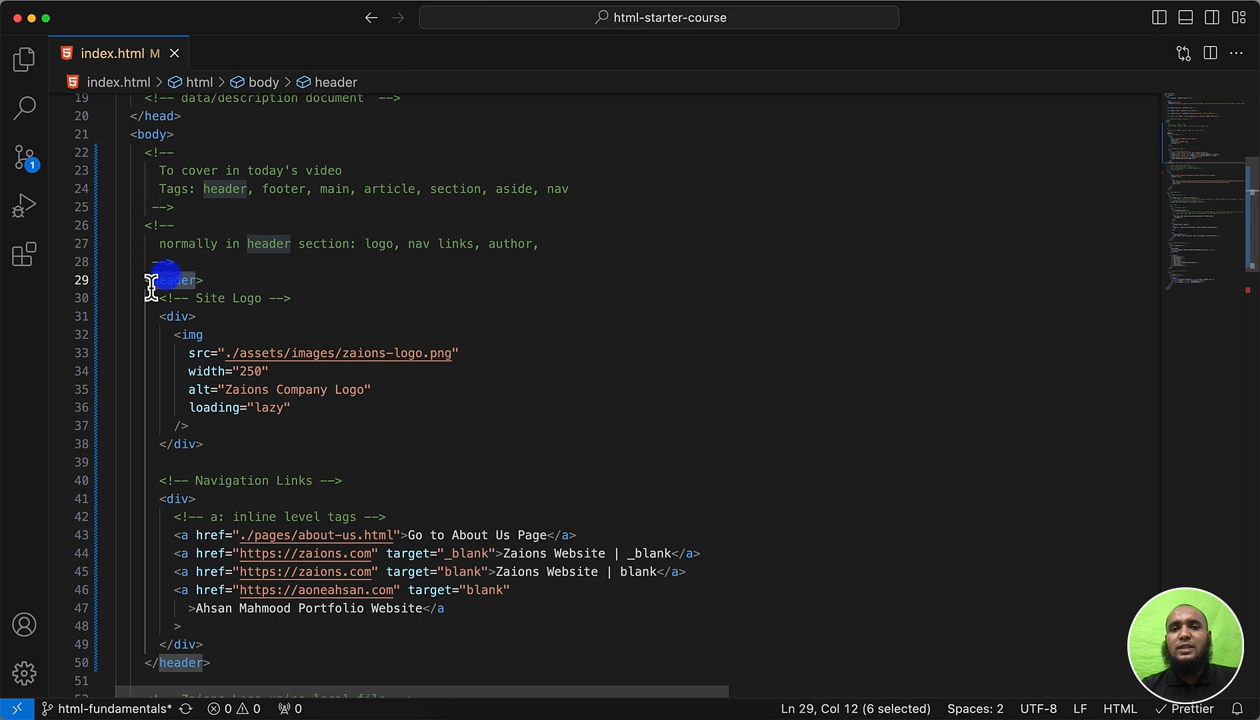 html-starter-course
index.html M
index.html > html > body > header
19 <!-- data/description document -->
20 </head>
21 <body>
22 <!--
23 To cover in today's video
24 Tags: header, footer, main, article, section, aside, nav
25 -->
26 <!--
27 normally in header section: logo, nav links, author,
28 -->
29 header>
30 <!-- Site Logo -->
31 <div>
32 <img
33 src="./assets/images/zaions-logo.png"
34 width="250"
35 alt="Zaions Company Logo"
36 loading="lazy"
37 />
38 </div>
39
40 <!-- Navigation Links -->
41 <div>
42 <!-- a: inline level tags -->
43 <a href="./pages/about-us.html">Go to About Us Page</a>
44 <a href="https://zaions.com" target="_blank">Zaions Website | _blank</a>
45 <a href="https://zaions.com" target="blank">Zaions Website | blank</a>
46 <a href="https://aoneahsan.com" target="blank"
47 >Ahsan Mahmood Portfolio Website</a
48 >
49 </div>
50 </header>
51
1
html-fundamentals* 0 0 0 Ln 29, Col 12 (6 selected) Spaces: 2 UTF-8 LF HTML Prettier